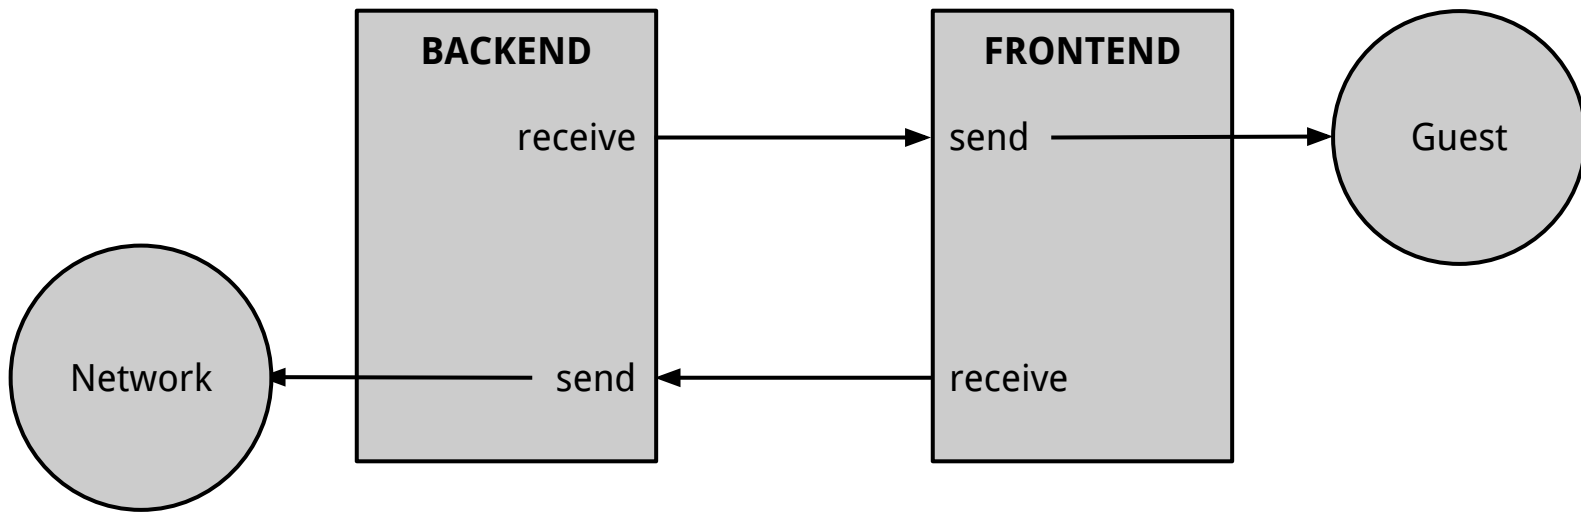 BACKEND
FRONTEND
receive
send
Guest
Network
send
receive